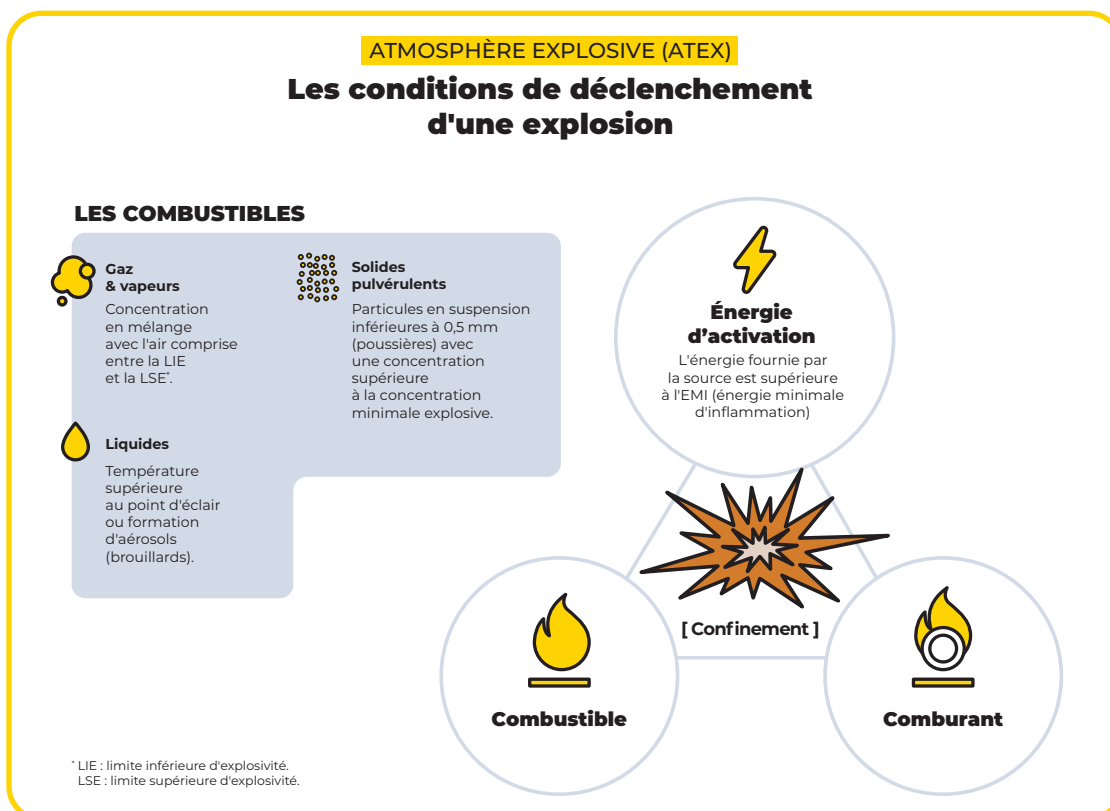 ATMOSPHÈRE EXPLOSIVE (ATEX)
Les conditions de déclenchement
d'une explosion
LES COMBUSTIBLES
Gaz
& vapeurs
Concentration
en mélange
avec l'air comprise
entre la LIE
et la LSE*.
Solides
pulvérulents
Particules en suspension
inférieures à 0,5 mm
(poussières) avec
une concentration
supérieure
à la concentration
minimale explosive.
Liquides
Température
supérieure
au point d'éclair
ou formation
d'aérosols
(brouillards).
Énergie
d’activation
L'énergie fournie par
la source est supérieure
à l'EMI (énergie minimale
d'inflammation)
[ Confinement ]
Combustible
Comburant
* LIE : limite inférieure d'explosivité.
LSE : limite supérieure d'explosivité.